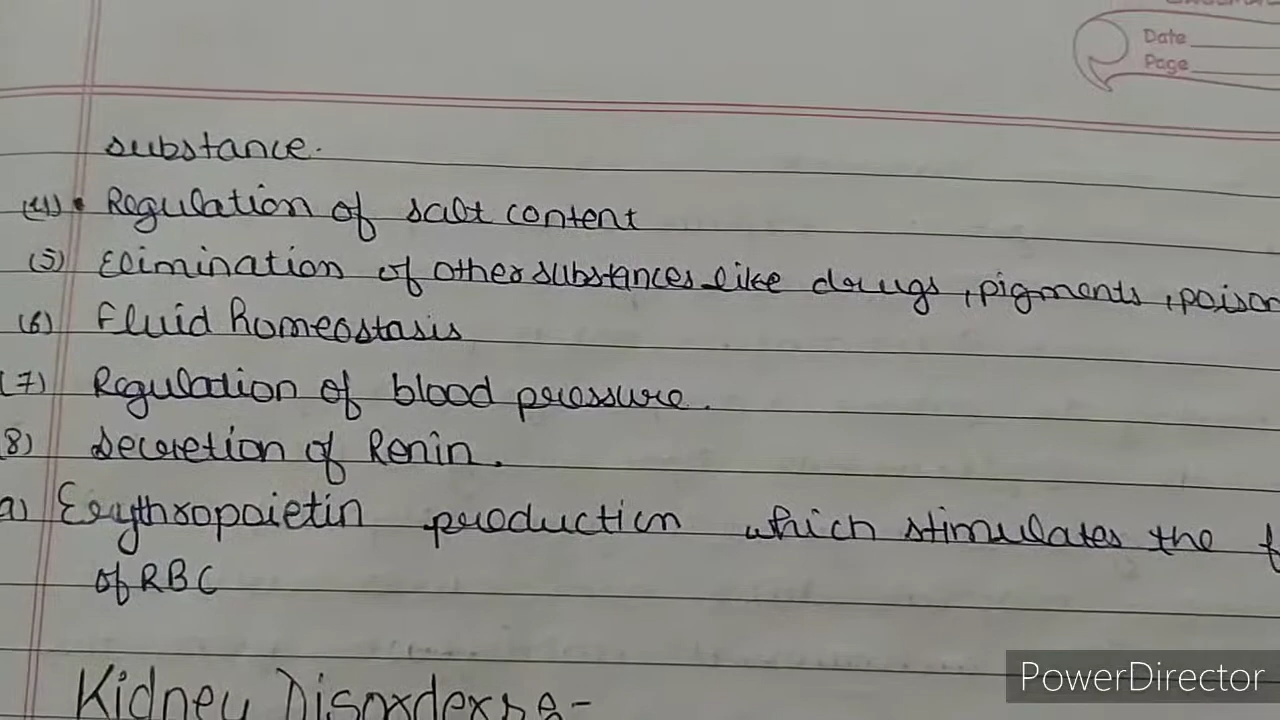 Date
Page
substance.
(4) Regulation of salt content
(5) Elimination of other substances like drugs, pigments, poison
(6) Fluid homeostasis
(7) Regulation of blood pressure.
(8) Secretion of Renin.
9) Erythropoietin production which stimulates the f
of RBC
Kidney Disorders:-
PowerDirector